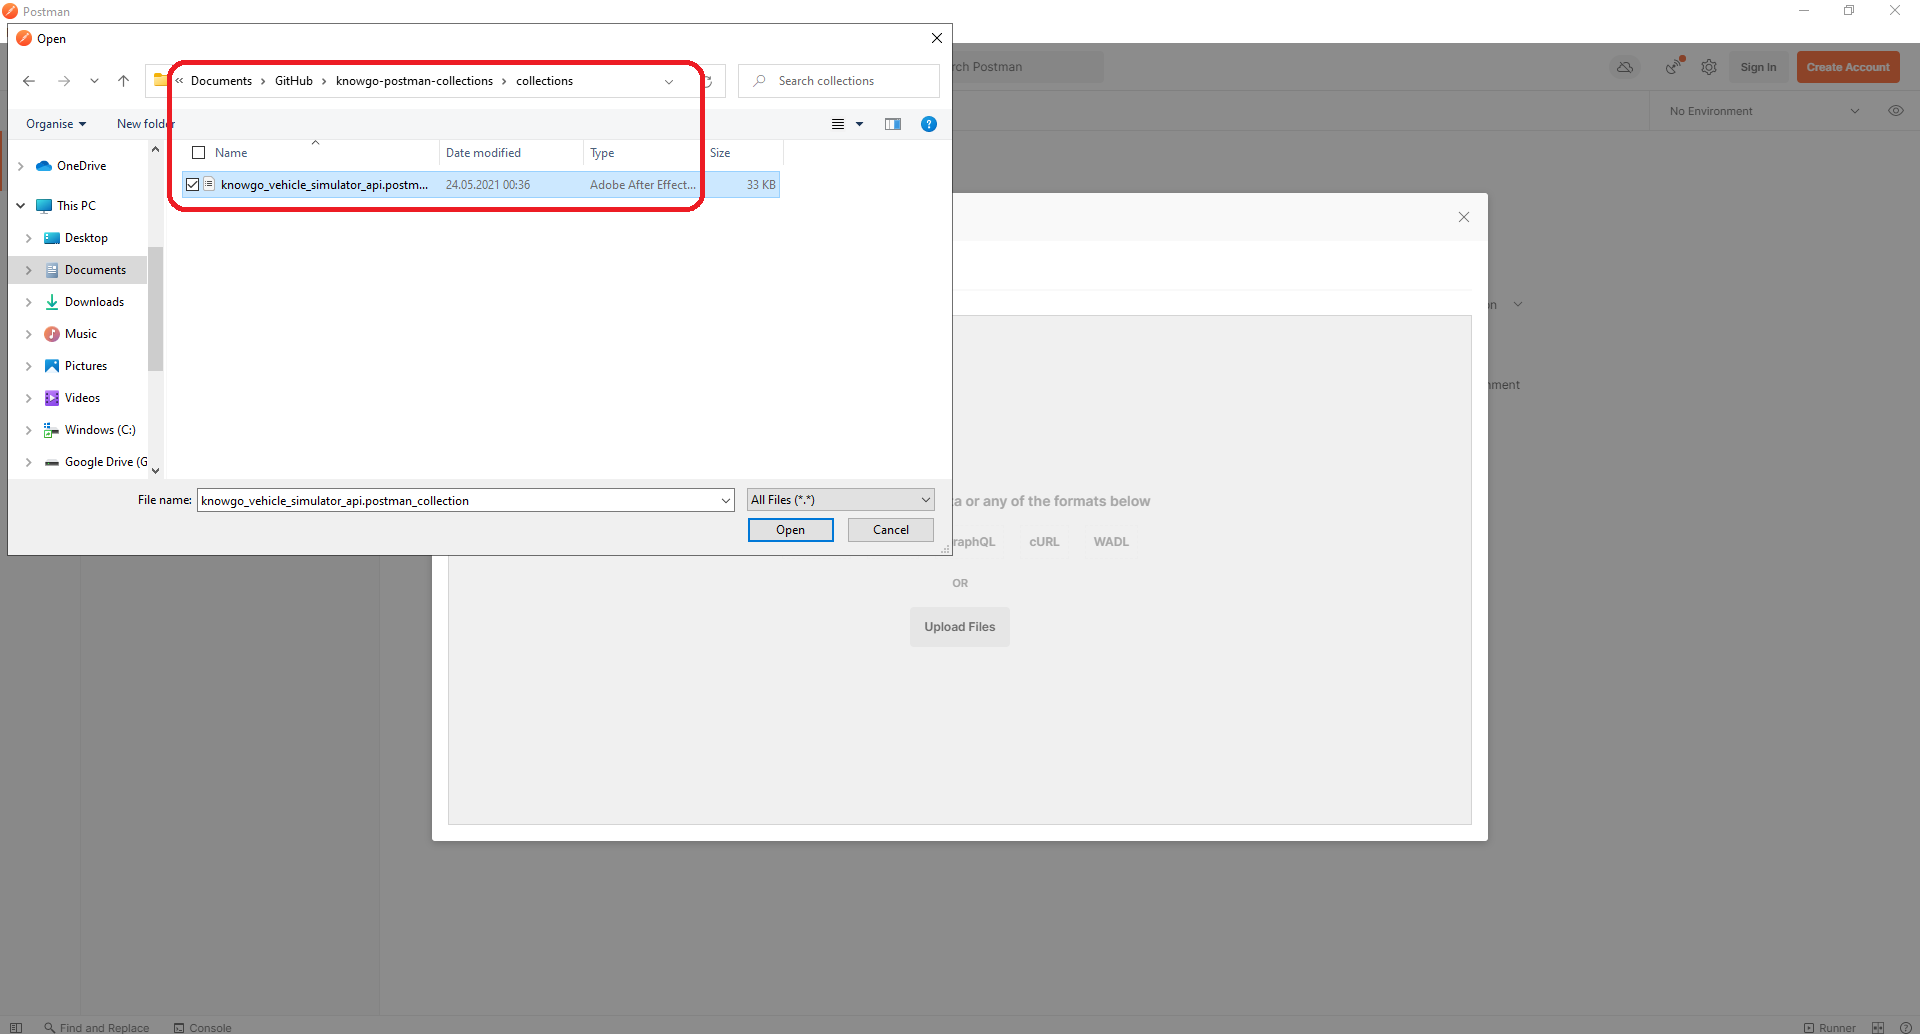 Postman
Open
« Documents > GitHub > knowgo-postman-collections > collections
Search collections
rch Postman
Sign In
Create Account
Organise
New folder
No Environment
Name
Date modified
Type
Size
knowgo_vehicle_simulator_api.postm...
24.05.2021 00:36
Adobe After Effect...
33 KB
OneDrive
This PC
Desktop
Documents
Downloads
Music
Pictures
Videos
Windows (C:)
Google Drive (G
File name:
knowgo_vehicle_simulator_api.postman_collection
All Files (*.*)
Open
Cancel
on
nment
ta or any of the formats below
raphQL
cURL
WADL
OR
Upload Files
Find and Replace
Console
Runner